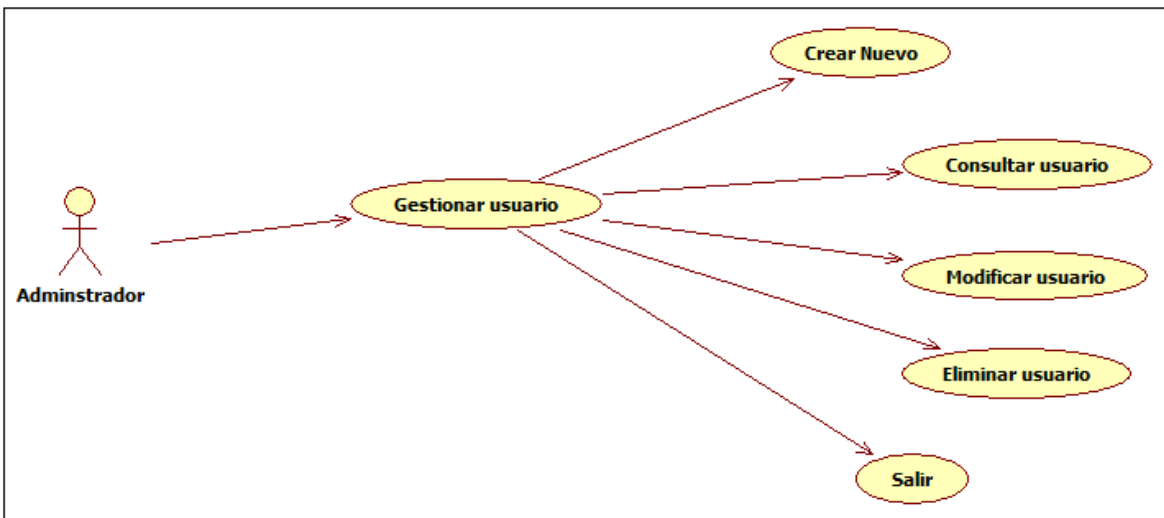 Crear Nuevo
Consultar usuario
Gestionar usuario
Modificar usuario
Adminstrador
Eliminar usuario
Salir